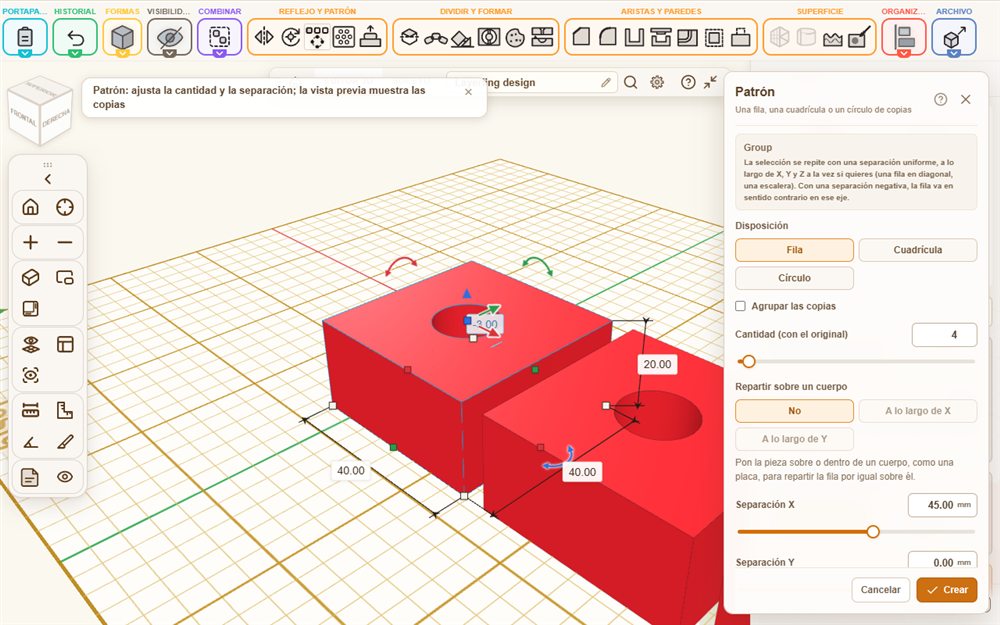 PORTAPA...
HISTORIAL
FORMAS
VISIBILID...
COMBINAR
REFLEJO Y PATRÓN
DIVIDIR Y FORMAR
ARISTAS Y PAREDES
SUPERFICIE
ORGANIZ...
ARCHIVO
Patrón: ajusta la cantidad y la separación; la vista previa muestra las
copias
design
SUPERIOR
FRONTAL
DERECHA
-3.00
20.00
40.00
40.00
Patrón
Una fila, una cuadrícula o un círculo de copias
Group
La selección se repite con una separación uniforme, a lo
largo de X, Y y Z a la vez si quieres (una fila en diagonal,
una escalera). Con una separación negativa, la fila va en
sentido contrario en ese eje.
Disposición
Fila
Cuadrícula
Círculo
Agrupar las copias
Cantidad (con el original)
4
Repartir sobre un cuerpo
No
A lo largo de X
A lo largo de Y
Pon la pieza sobre o dentro de un cuerpo, como una
placa, para repartir la fila por igual sobre él.
Separación X
45.00 mm
Separación Y
0.00 mm
Cancelar
Crear